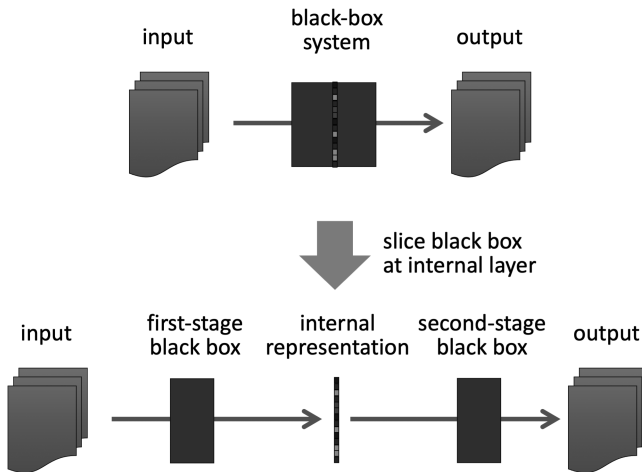 input
black-box
system
output
slice black box
at internal layer
input
first-stage
black box
internal
representation
second-stage
black box
output